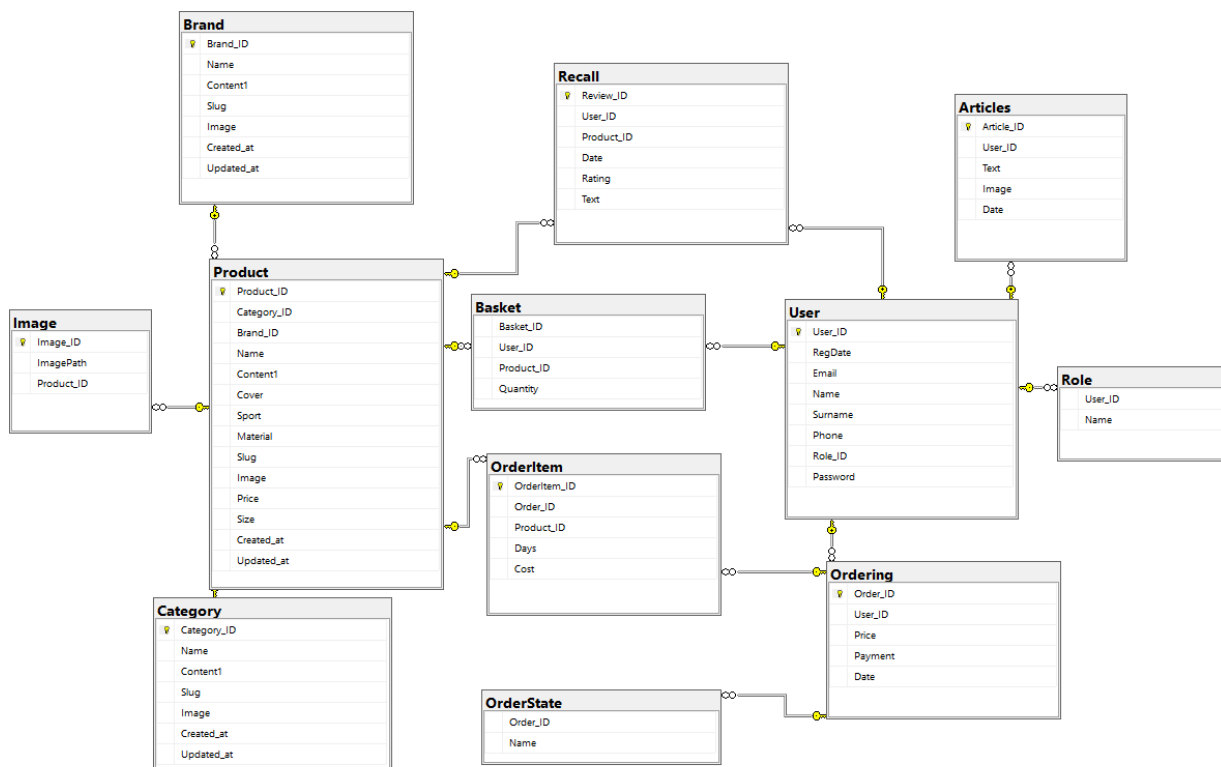 Brand
Brand_ID
Name
Content1
Slug
Image
Created_at
Updated_at
Recall
Review_ID
User_ID
Product_ID
Date
Rating
Text
Articles
Article_ID
User_ID
Text
Image
Date
Product
Product_ID
Category_ID
Brand_ID
Name
Content1
Cover
Sport
Material
Slug
Image
Price
Size
Created_at
Updated_at
Image
Image_ID
ImagePath
Product_ID
Basket
Basket_ID
User_ID
Product_ID
Quantity
User
User_ID
RegDate
Email
Name
Surname
Phone
Role_ID
Password
Role
User_ID
Name
OrderItem
OrderItem_ID
Order_ID
Product_ID
Days
Cost
Ordering
Order_ID
User_ID
Price
Payment
Date
Category
Category_ID
Name
Content1
Slug
Image
Created_at
Updated_at
OrderState
Order_ID
Name